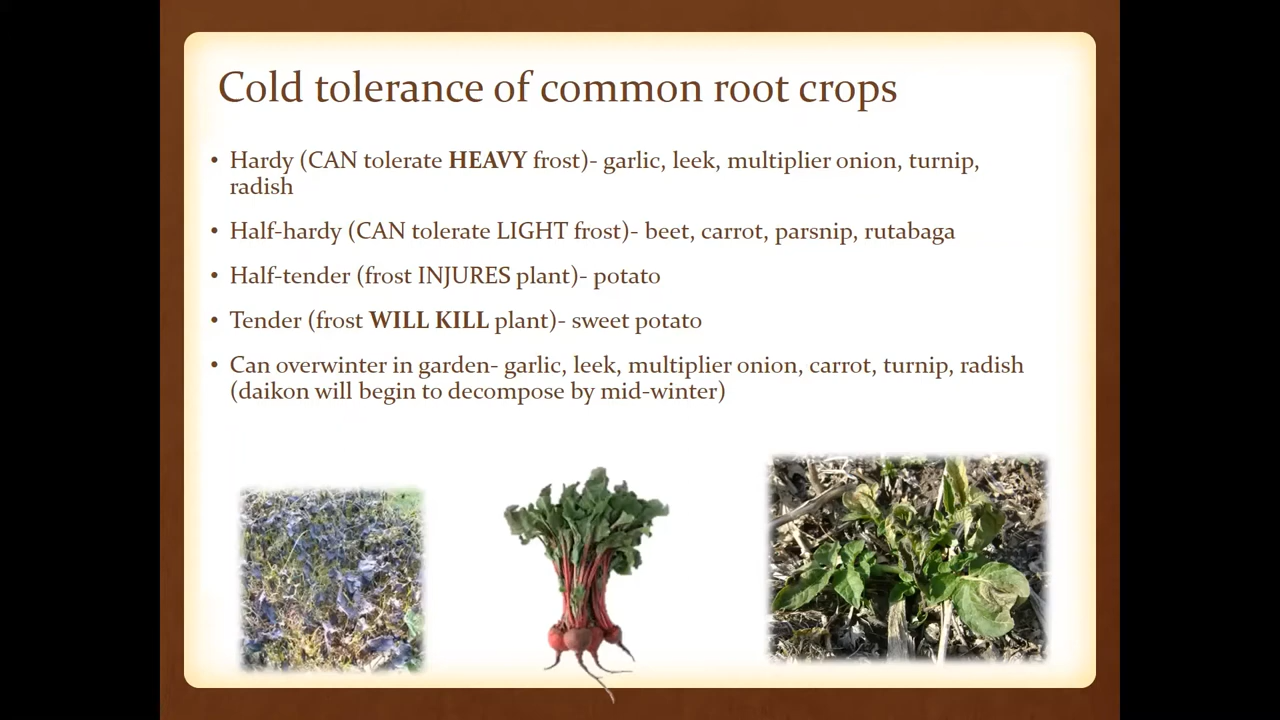 Cold tolerance of common root crops
• Hardy (CAN tolerate HEAVY frost)- garlic, leek, multiplier onion, turnip,
radish
• Half-hardy (CAN tolerate LIGHT frost)- beet, carrot, parsnip, rutabaga
• Half-tender (frost INJURES plant)- potato
• Tender (frost WILL KILL plant)- sweet potato
• Can overwinter in garden- garlic, leek, multiplier onion, carrot, turnip, radish
(daikon will begin to decompose by mid-winter)